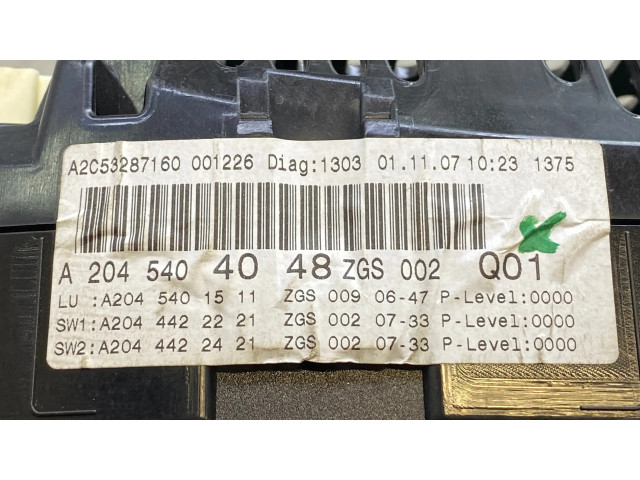 A2C53287160 001226 Diag:1303 01.11.07 10:23 1375
A 204 540 40 48 ZGS 002 Q01
LU :A204 540 15 11 ZGS 009 06-47 P-Level:0000
SW1:A204 442 22 21 ZGS 002 07-33 P-Level:0000
SW2:A204 442 24 21 ZGS 002 07-33 P-Level:0000